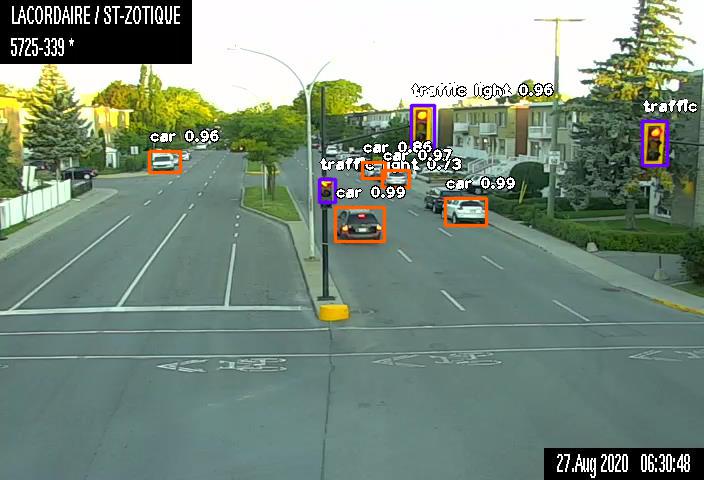 LACORDAIRE / ST-ZOTIQUE
5725-339 *
traffic light 0.96
traffic
car 0.96
car 0.86
car 0.97
traffic light 0.73
car 0.99
car 0.99
27.Aug 2020 06:30:48